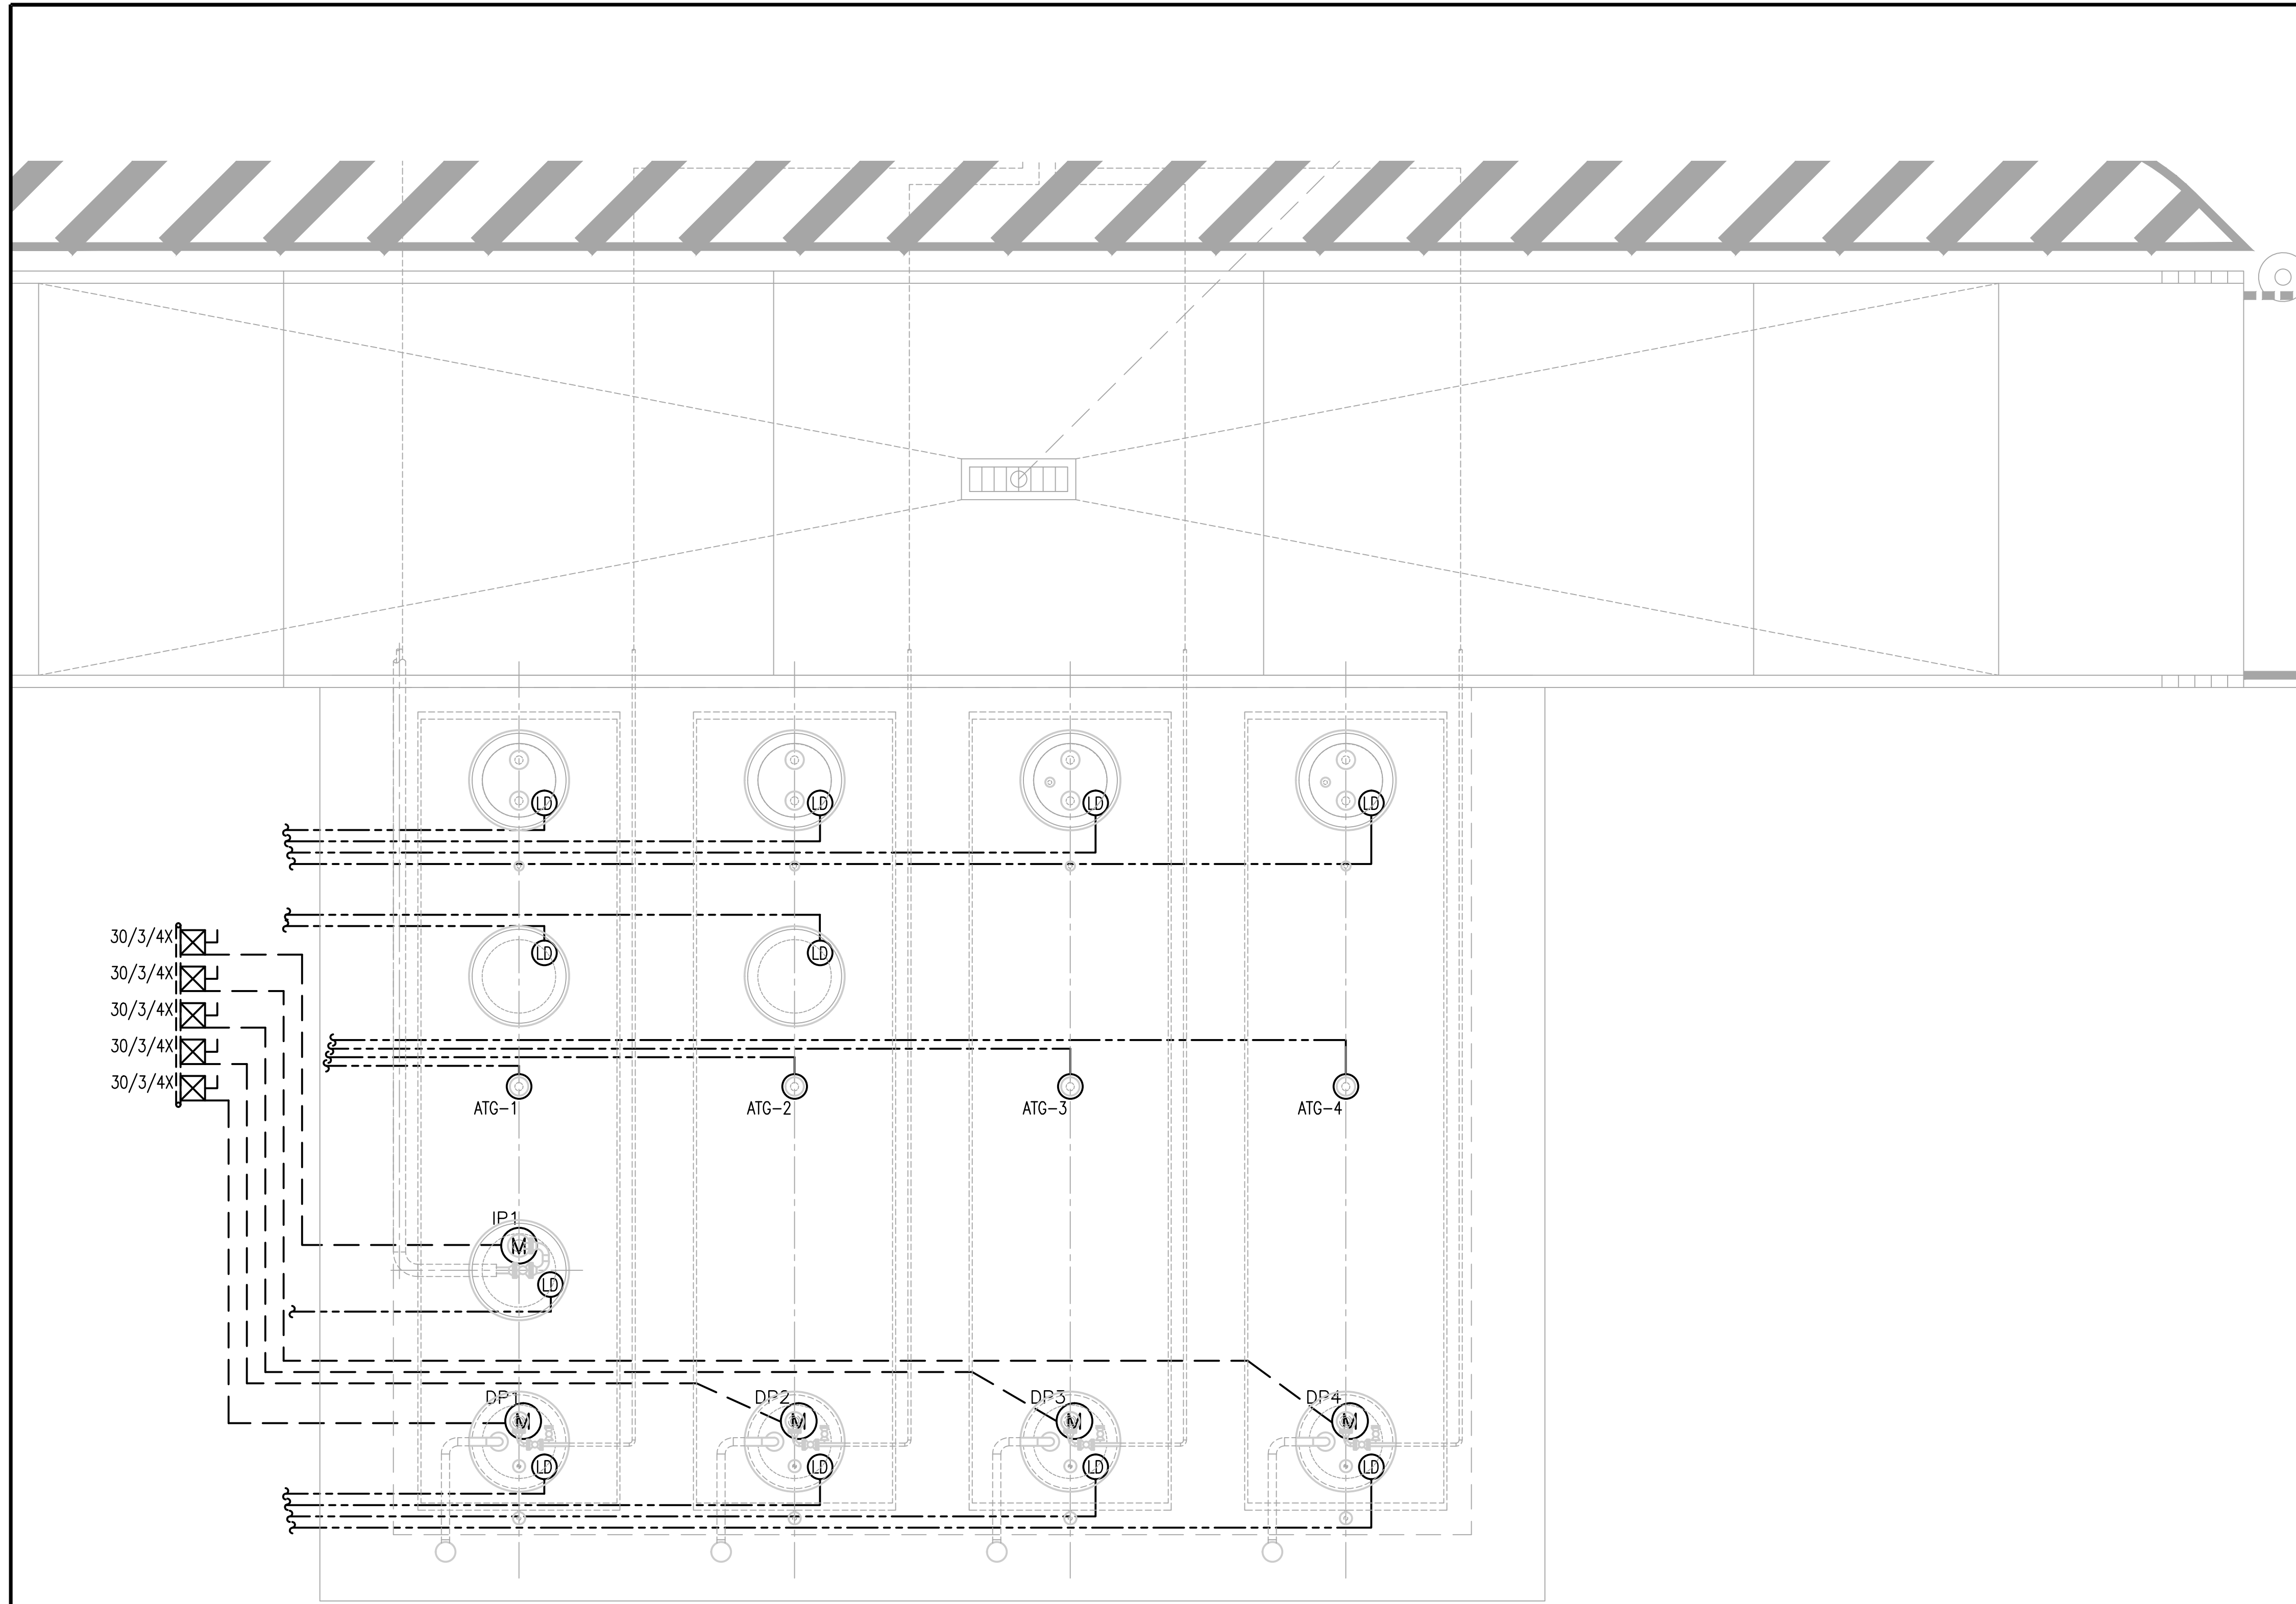 LD LD LD LD
30/3/4X
LD LD
30/3/4X
30/3/4X
30/3/4X
30/3/4X
ATG-1 ATG-2 ATG-3 ATG-4
IP1
M
LD
DP1 DP2 DP3 DP4
M M M M
LD LD LD LD